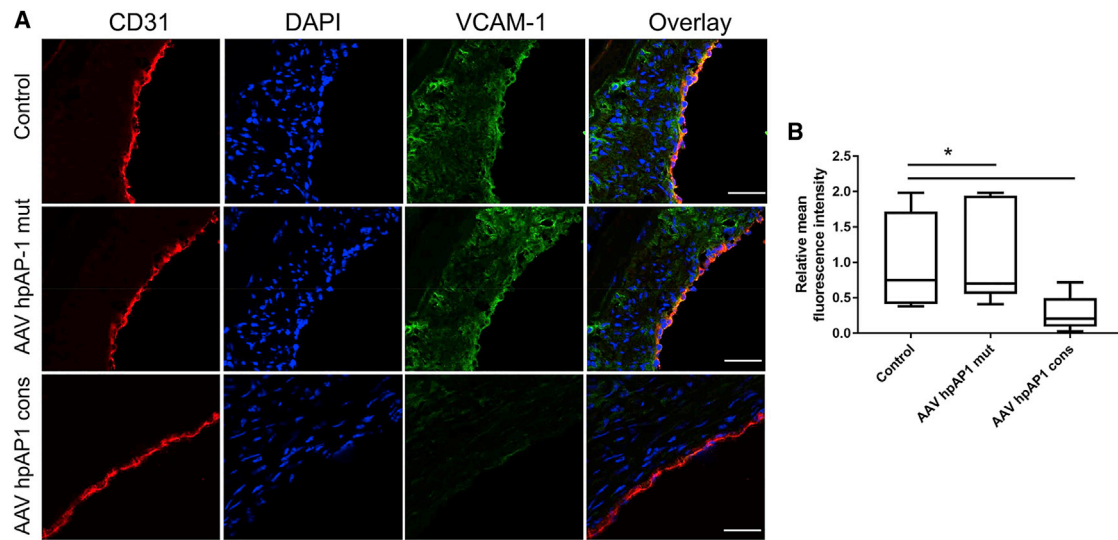 A
CD31
DAPI
VCAM-1
Overlay
Control
AAV hpAP-1 mut
AAV hpAP1 cons
B
*
Relative mean
fluorescence intensity
2.5
2.0
1.5
1.0
0.5
0.0
Control
AAV hpAP1 mut
AAV hpAP1 cons